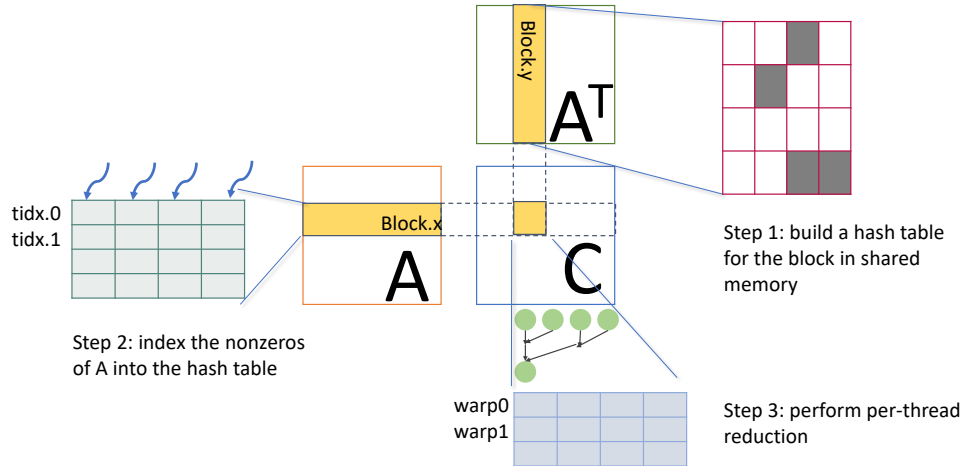 Block.y
A^T
tidx.0
tidx.1
Block.x
A
C
Step 1: build a hash table
for the block in shared
memory
Step 2: index the nonzeros
of A into the hash table
warp0
warp1
Step 3: perform per-thread
reduction